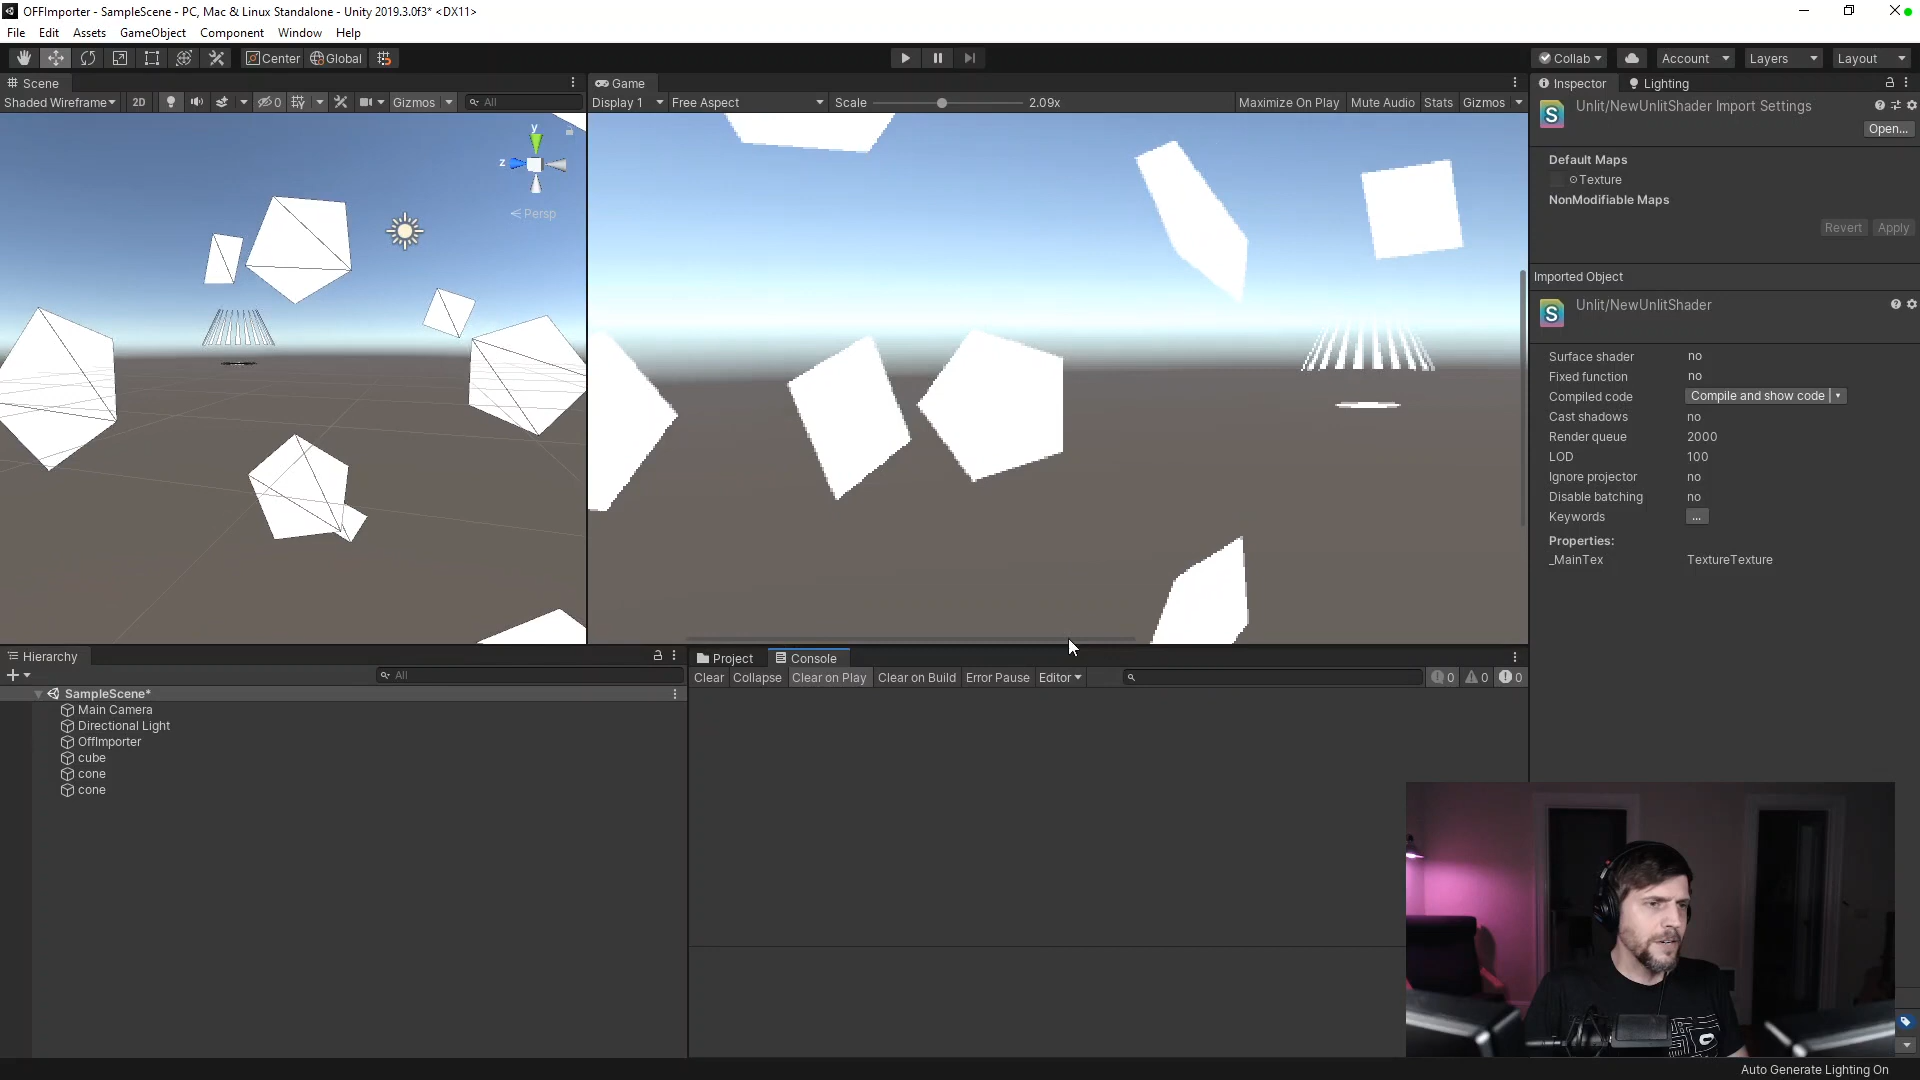 OFFImporter - SampleScene - PC, Mac & Linux Standalone - Unity 2019.3.0f3* <DX11>
File Edit Assets GameObject Component Window Help
Center Global
Collab Account Layers Layout
Scene
Shaded Wireframe 2D 0 Gizmos All
y
z
Persp
Game
Display 1 Free Aspect Scale 2.09x Maximize On Play Mute Audio Stats Gizmos
Inspector Lighting
Unlit/NewUnlitShader Import Settings
Open...
Default Maps
Texture
NonModifiable Maps
Revert Apply
Imported Object
Unlit/NewUnlitShader
Surface shader no
Fixed function no
Compiled code Compile and show code
Cast shadows no
Render queue 2000
LOD 100
Ignore projector no
Disable batching no
Keywords ...
Properties:
_MainTex TextureTexture
Hierarchy
All
SampleScene*
Main Camera
Directional Light
OffImporter
cube
cone
cone
Project Console
Clear Collapse Clear on Play Clear on Build Error Pause Editor 0 0 0
Auto Generate Lighting On